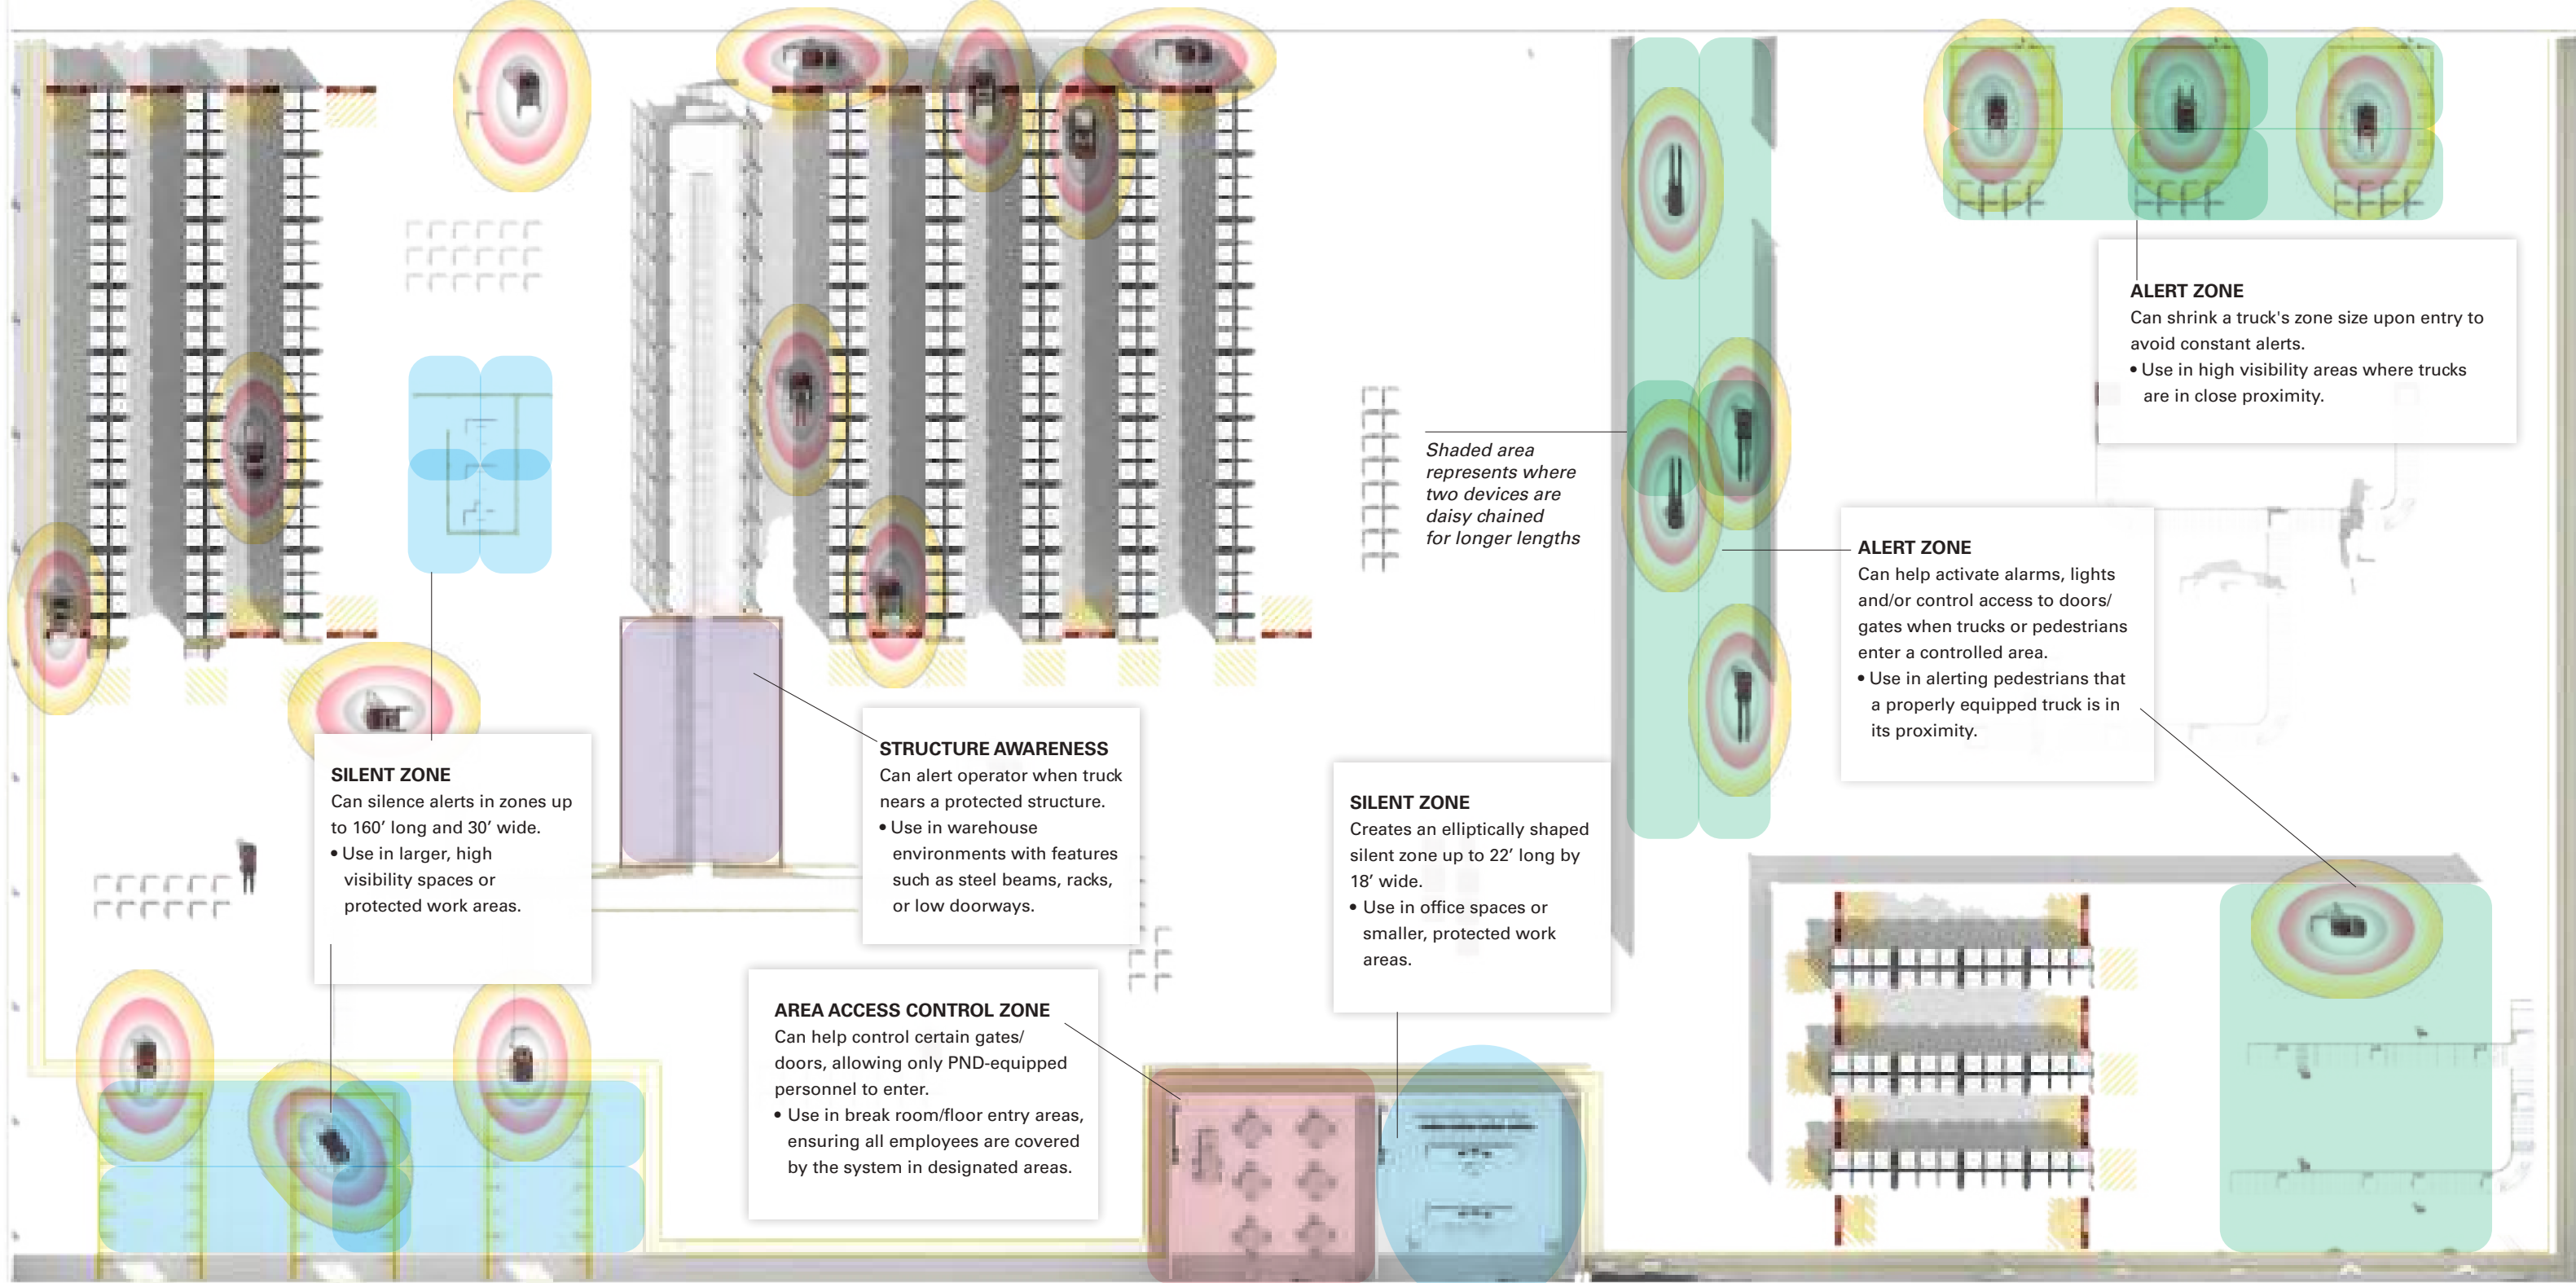 ALERT ZONE
Can shrink a truck's zone size upon entry to
avoid constant alerts.
• Use in high visibility areas where trucks
are in close proximity.
Shaded area
represents where
two devices are
daisy chained
for longer lengths
ALERT ZONE
Can help activate alarms, lights
and/or control access to doors/
gates when trucks or pedestrians
enter a controlled area.
• Use in alerting pedestrians that
a properly equipped truck is in
its proximity.
SILENT ZONE
Can silence alerts in zones up
to 160’ long and 30’ wide.
• Use in larger, high
visibility spaces or
protected work areas.
STRUCTURE AWARENESS
Can alert operator when truck
nears a protected structure.
• Use in warehouse
environments with features
such as steel beams, racks,
or low doorways.
SILENT ZONE
Creates an elliptically shaped
silent zone up to 22’ long by
18’ wide.
• Use in office spaces or
smaller, protected work
areas.
AREA ACCESS CONTROL ZONE
Can help control certain gates/
doors, allowing only PND-equipped
personnel to enter.
• Use in break room/floor entry areas,
ensuring all employees are covered
by the system in designated areas.